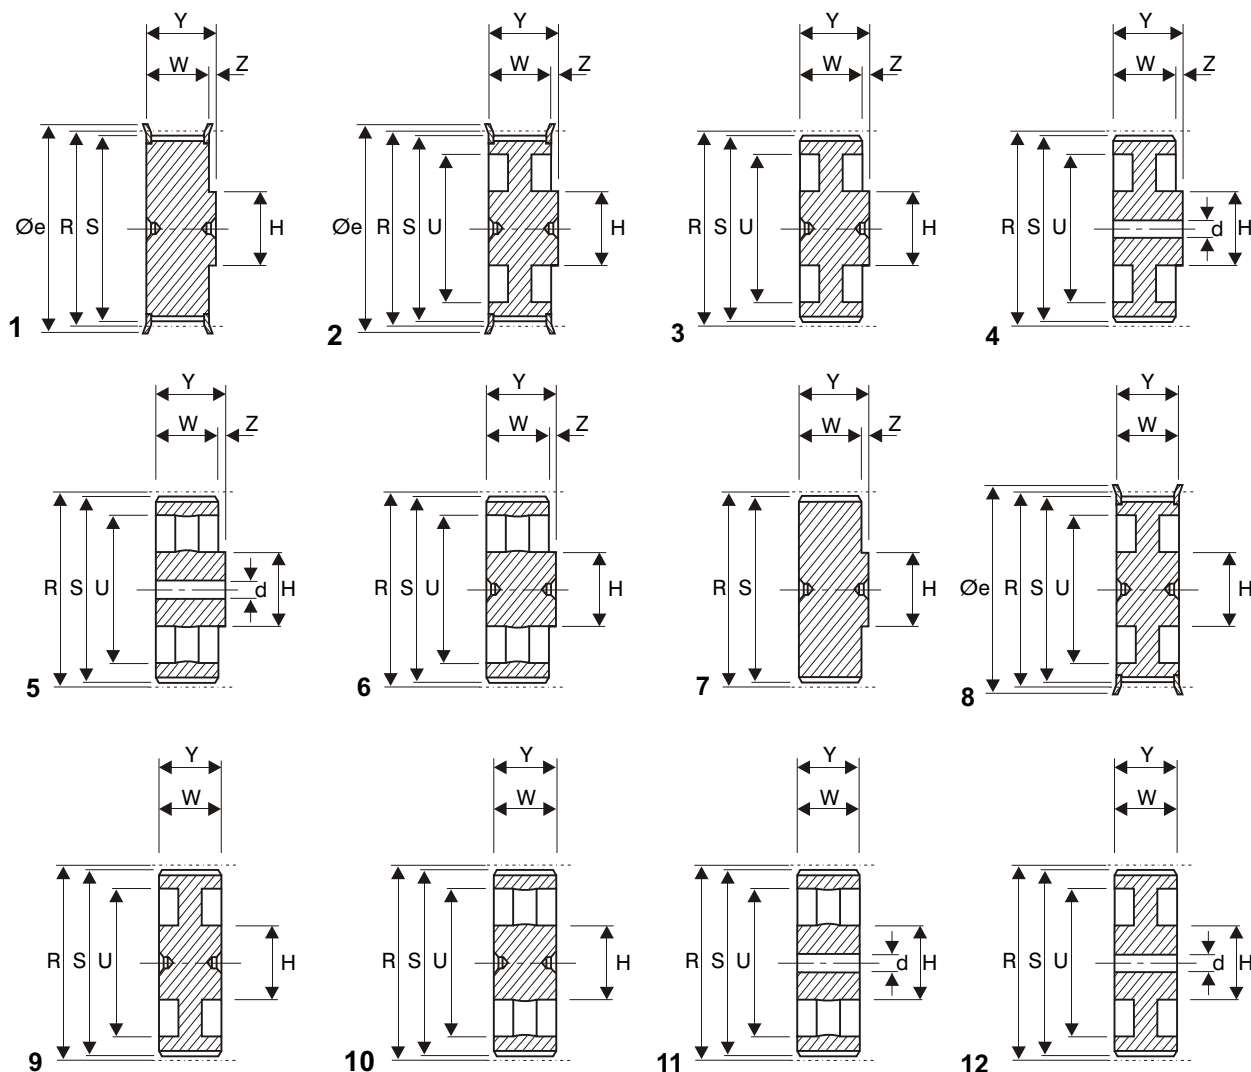 Y Y Y Y
W Z W Z W Z W Z
Øe R S H Øe R S U H R S U H R S U d H
1 2 3 4
Y Y Y Y
W Z W Z W Z W
R S U d H R S U H R S H Øe R S U H
5 6 7 8
Y Y Y Y
W W W W
R S U H R S U H R S U d H R S U d H
9 10 11 12